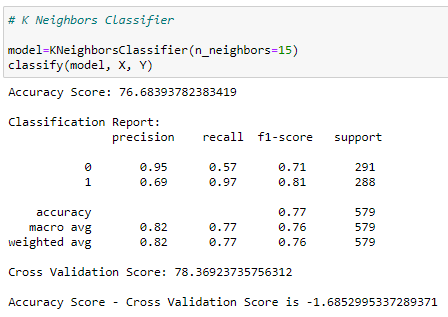 # K Neighbors Classifier
model=KNeighborsClassifier(n_neighbors=15)
classify(model, X, Y)
Accuracy Score: 76.68393782383419
Classification Report:
precision recall f1-score support
0 0.95 0.57 0.71 291
1 0.69 0.97 0.81 288
accuracy 0.77 579
macro avg 0.82 0.77 0.76 579
weighted avg 0.82 0.77 0.76 579
Cross Validation Score: 78.36923735756312
Accuracy Score - Cross Validation Score is -1.6852995337289371